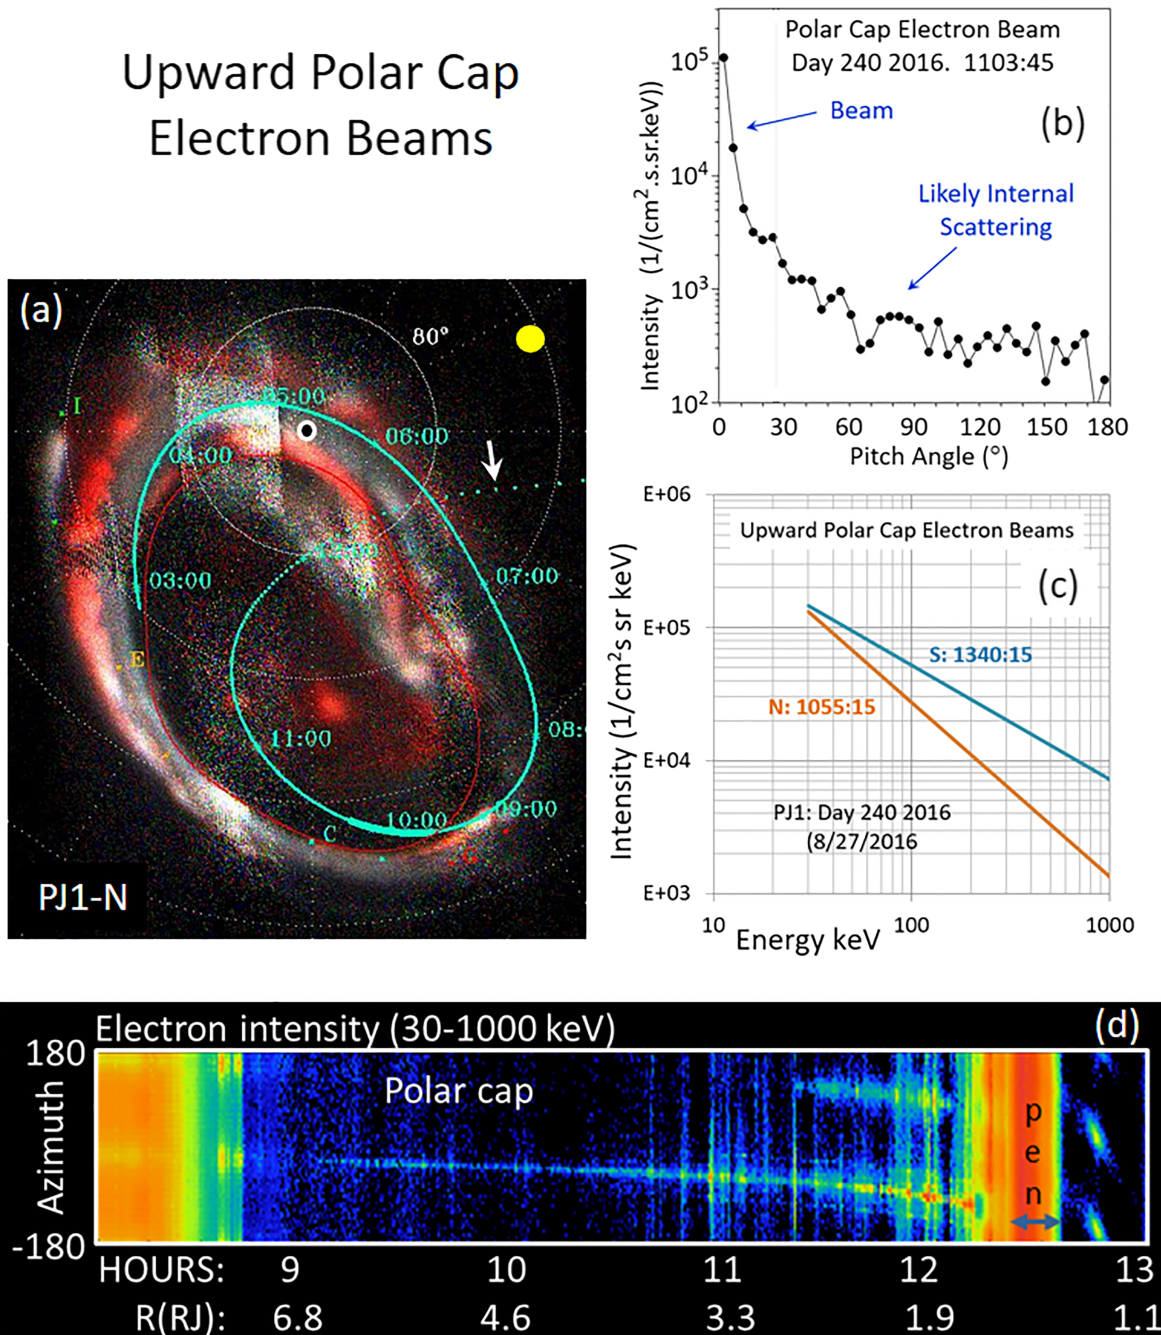 Upward Polar Cap
Electron Beams
(a)
80°
I
05:00
06:00
04:00
03:00
07:00
E
08:
11:00
09:00
10:00
C
PJ1-N
Polar Cap Electron Beam
Day 240 2016.  1103:45
(b)
Beam
Likely Internal
Scattering
Intensity (1/(cm².s.sr.keV))
10⁵
10⁴
10³
10²
0 30 60 90 120 150 180
Pitch Angle (°)
E+06
Upward Polar Cap Electron Beams
(c)
E+05
S: 1340:15
N: 1055:15
E+04
PJ1: Day 240 2016
(8/27/2016
E+03
Intensity (1/cm²s sr keV)
10 100 1000
Energy keV
Electron intensity (30-1000 keV)
(d)
180
Azimuth
-180
Polar cap
pen
HOURS: 9 10 11 12 13
R(RJ): 6.8 4.6 3.3 1.9 1.1